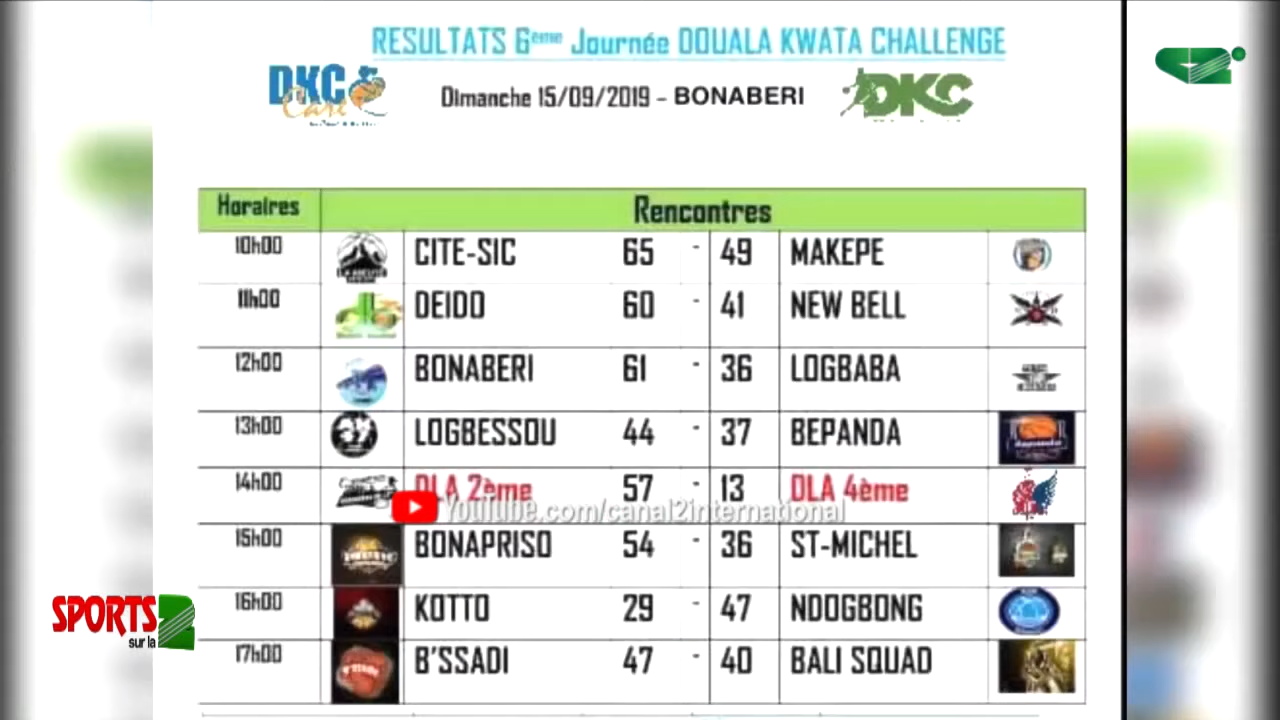 RESULTATS 6ème Journée DOUALA KWATA CHALLENGE
DKC
Care
Dimanche 15/09/2019 - BONABERI
DKC
Horaires Rencontres
10h00 CITE-SIC 65 - 49 MAKEPE
11h00 DEIDO 60 - 41 NEW BELL
12h00 BONABERI 61 - 36 LOGBABA
13h00 LOGBESSOU 44 - 37 BEPANDA
14h00 DLA 2ème 57 - 13 DLA 4ème
YouTube.com/canal2international
15h00 BONAPRISO 54 - 36 ST-MICHEL
16h00 KOTTO 29 - 47 NDOGBONG
17h00 B'SSADI 47 - 40 BALI SQUAD
SPORTS
sur la 2